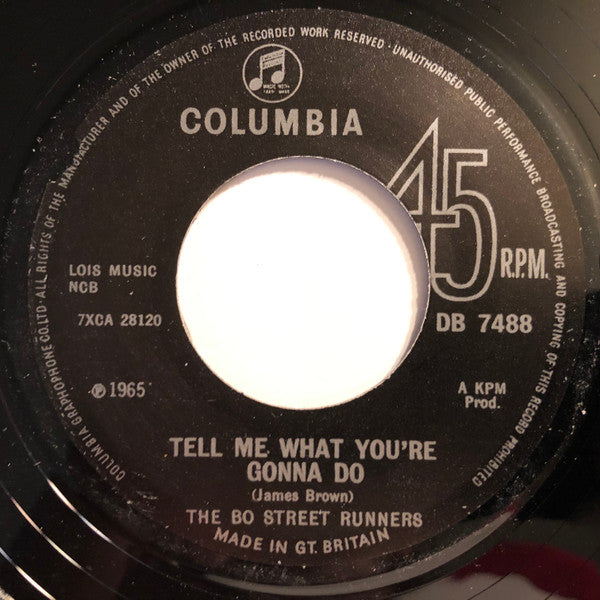 COLUMBIA GRAPHOPHONE CO. LTD. · ALL RIGHTS OF THE MANUFACTURER AND OF THE OWNER OF THE RECORDED WORK RESERVED · UNAUTHORISED PUBLIC PERFORMANCE BROADCASTING AND COPYING OF THIS RECORD PROHIBITED
COLUMBIA
45
R.P.M.
LOIS MUSIC
NCB
7XCA 28120
DB 7488
℗ 1965
A KPM
Prod.
TELL ME WHAT YOU'RE
GONNA DO
(James Brown)
THE BO STREET RUNNERS
MADE IN GT. BRITAIN